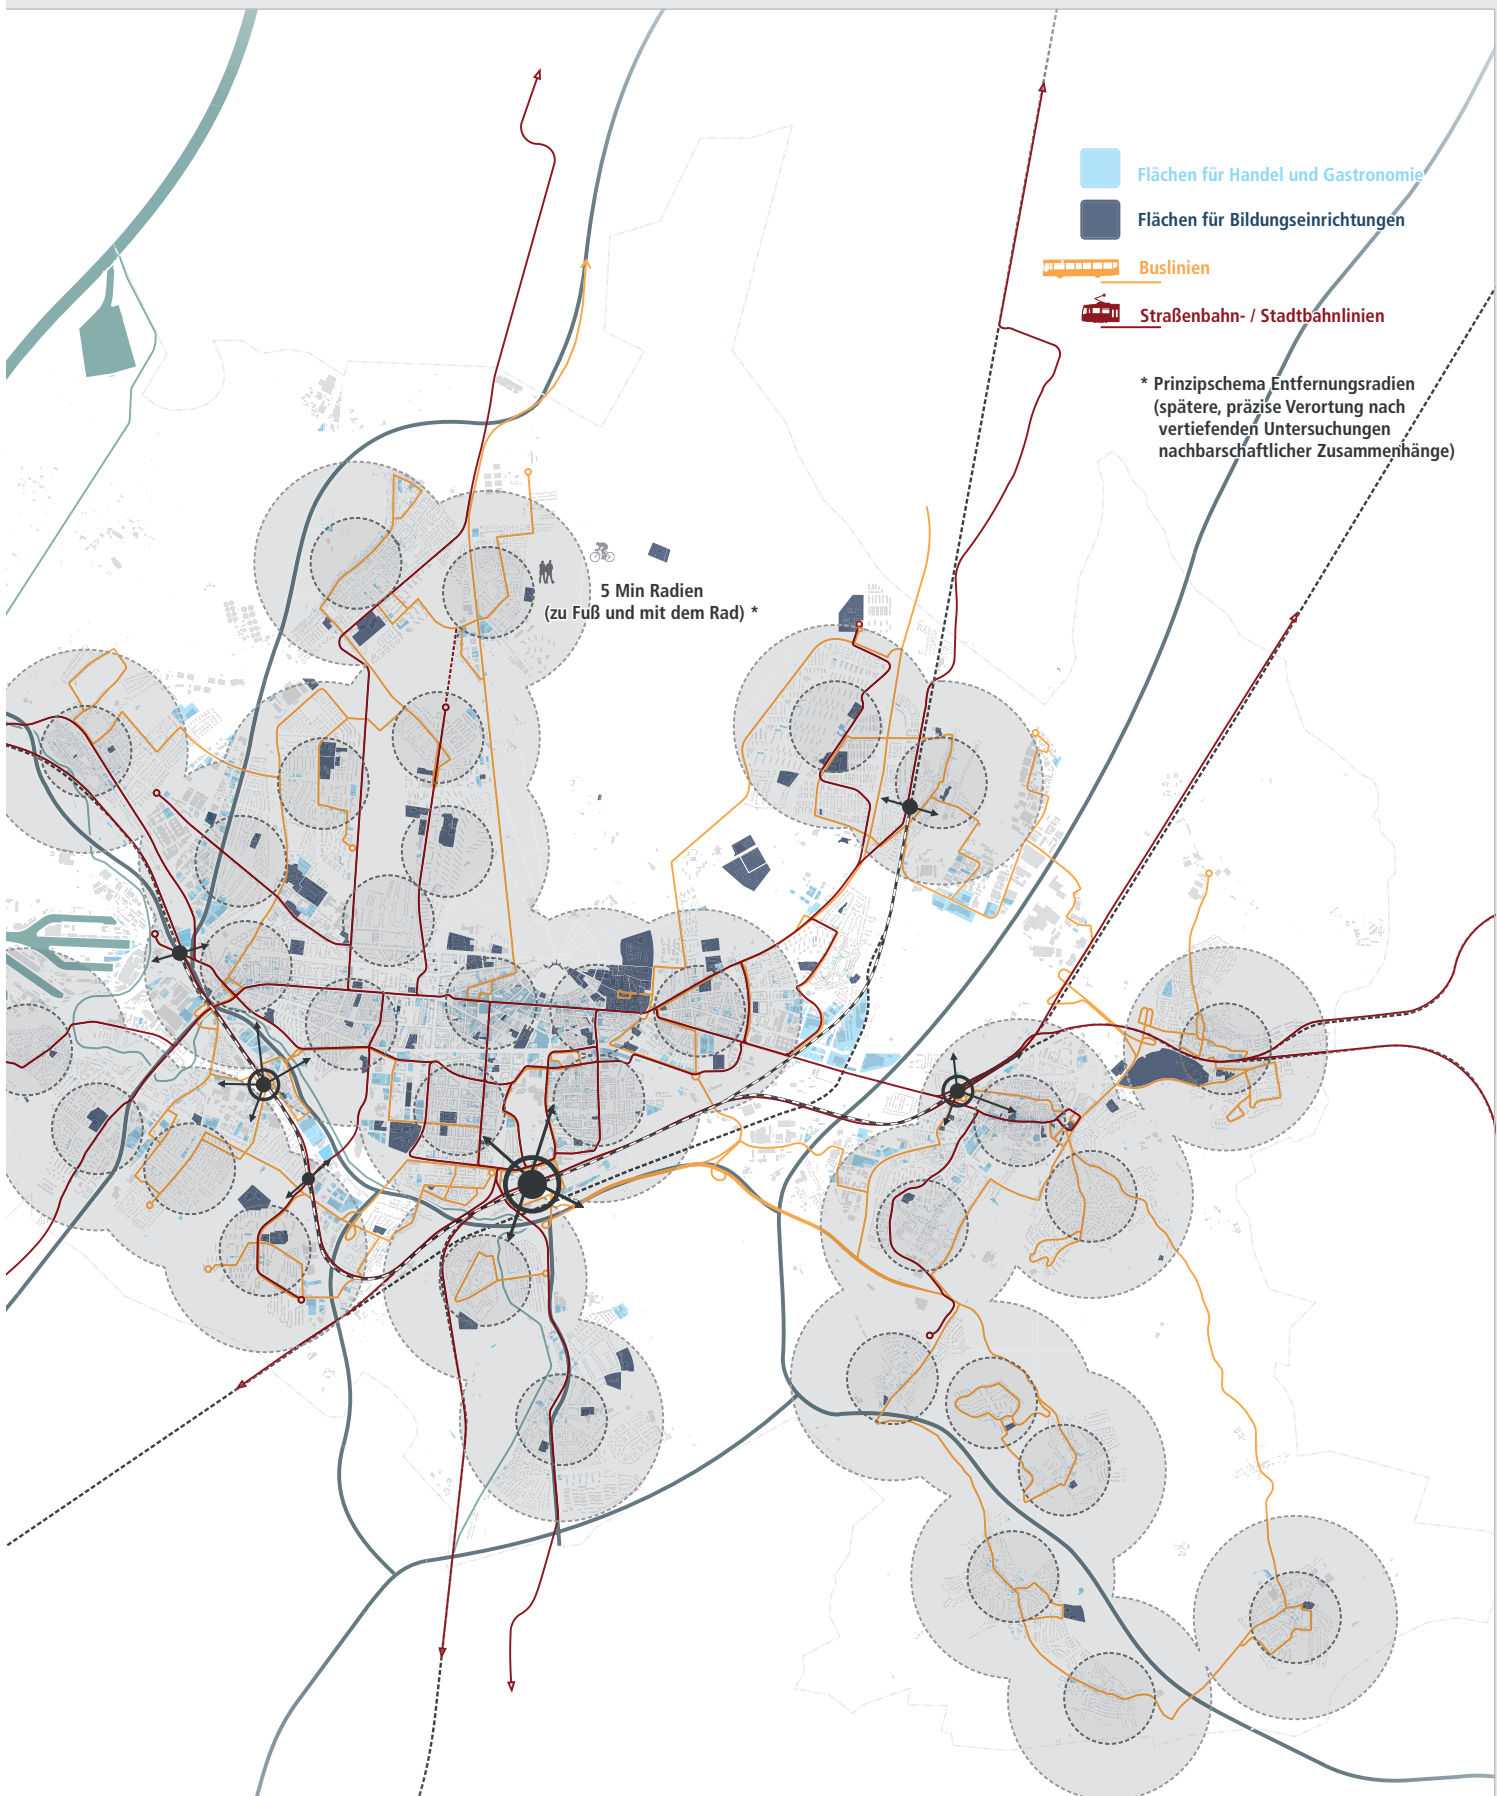 Flächen für Handel und Gastronomie
Flächen für Bildungseinrichtungen
Buslinien
Straßenbahn- / Stadtbahnlinien
* Prinzipschema Entfernungsradien
(spätere, präzise Verortung nach
vertiefenden Untersuchungen
nachbarschaftlicher Zusammenhänge)
5 Min Radien
(zu Fuß und mit dem Rad) *